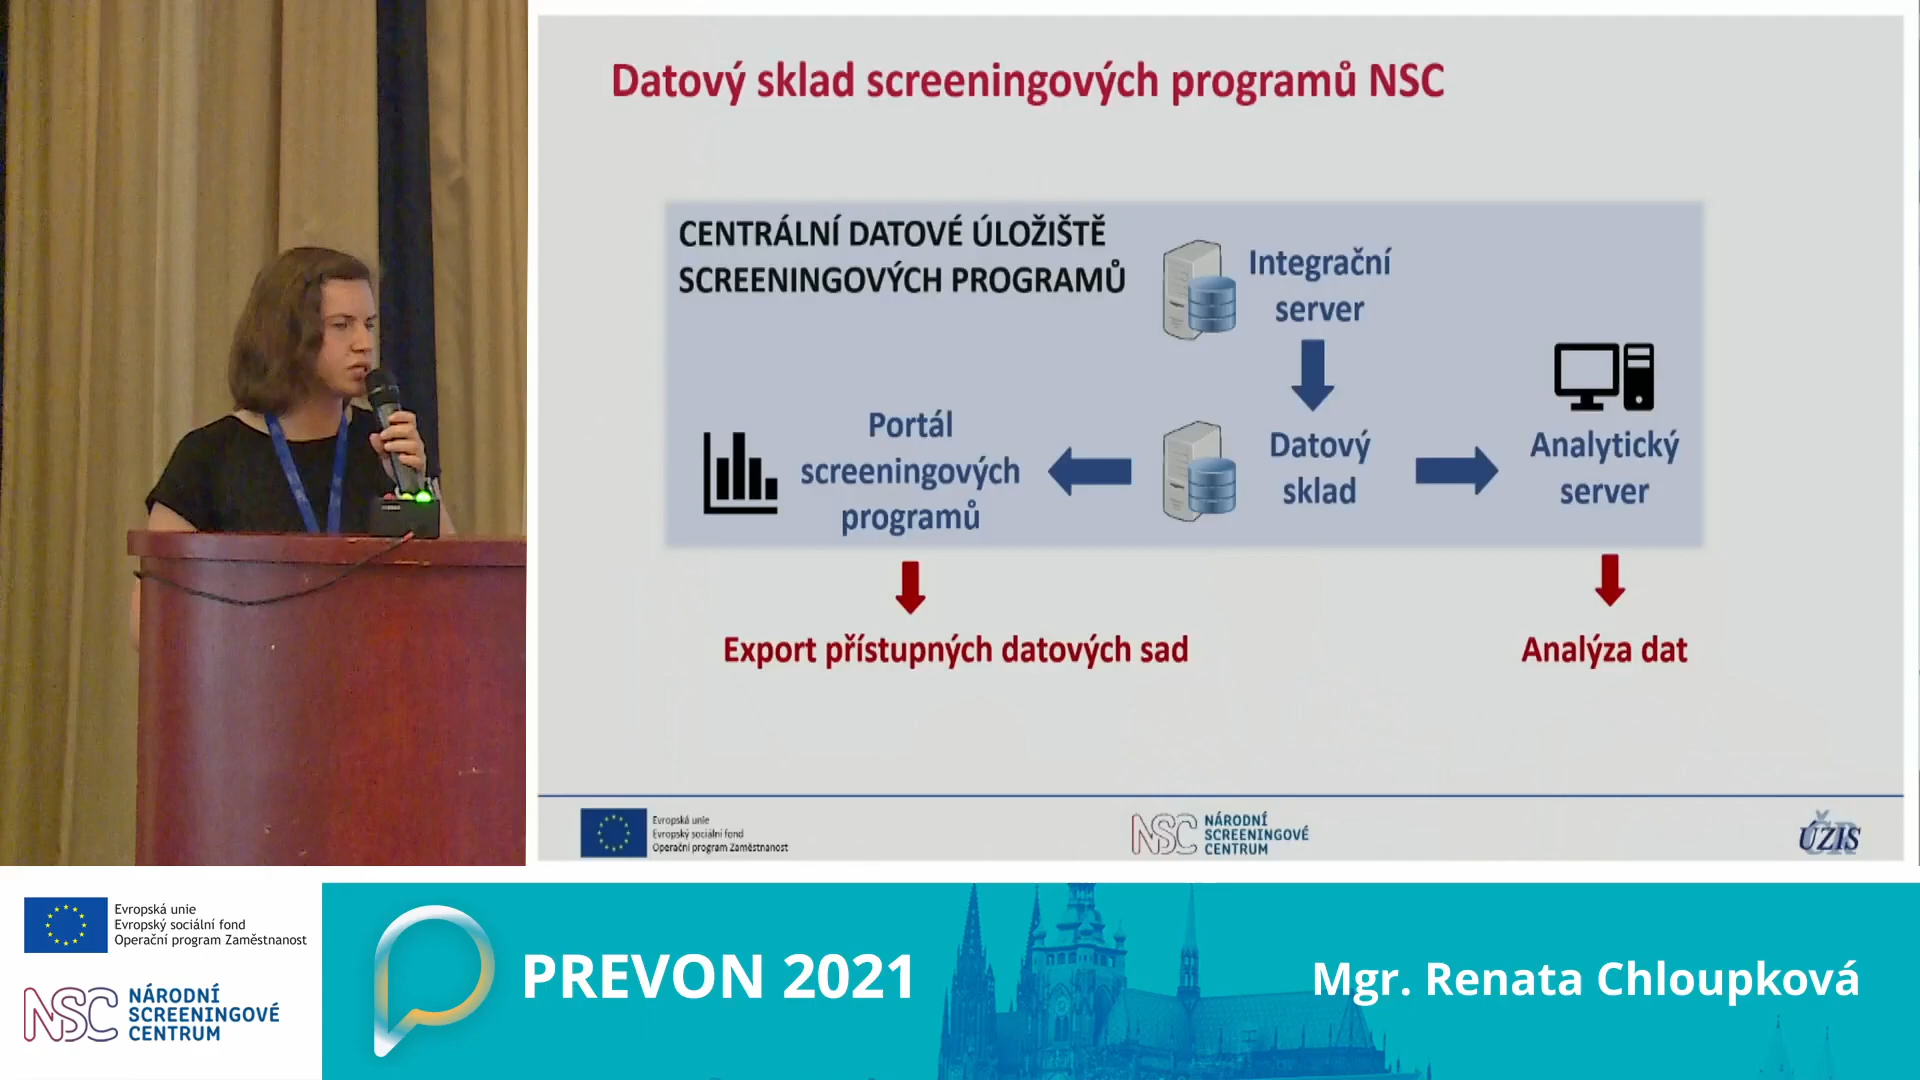 Datový sklad screeningových programů NSC
CENTRÁLNÍ DATOVÉ ÚLOŽIŠTĚ
SCREENINGOVÝCH PROGRAMŮ
Integrační
server
Portál
screeningových
programů
Datový
sklad
Analytický
server
Export přístupných datových sad
Analýza dat
Evropská unie
Evropský sociální fond
Operační program Zaměstnanost
NSC NÁRODNÍ
SCREENINGOVÉ
CENTRUM
ÚZIS
ČR
Evropská unie
Evropský sociální fond
Operační program Zaměstnanost
NSC NÁRODNÍ
SCREENINGOVÉ
CENTRUM
PREVON 2021
Mgr. Renata Chloupková